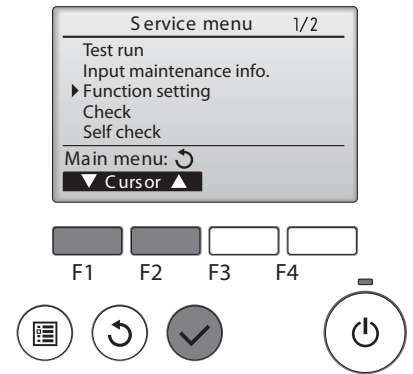 Service menu 1/2
Test run
Input maintenance info.
Function setting
Check
Self check
Main menu:
Cursor
F1 F2 F3 F4